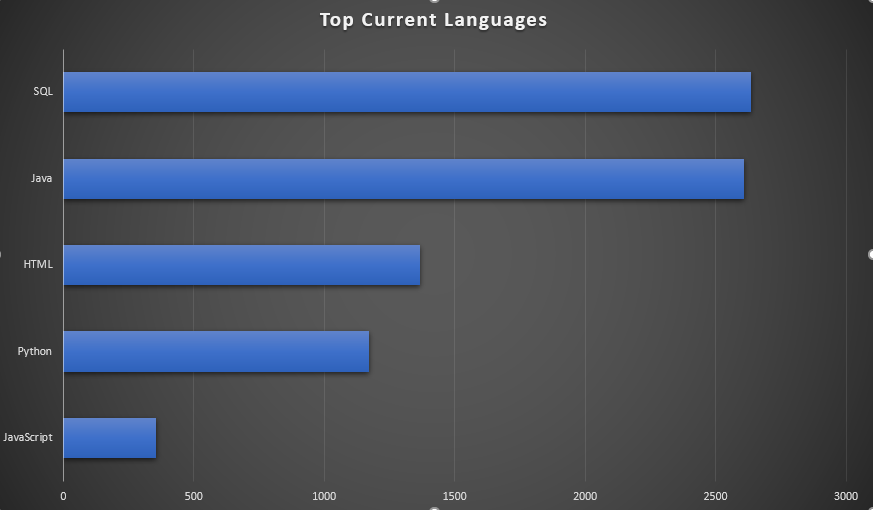 Top Current Languages
SQL
Java
HTML
Python
JavaScript
0 500 1000 1500 2000 2500 3000